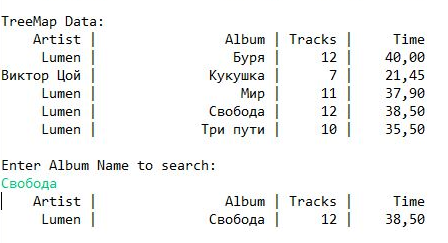 TreeMap Data:
Artist | Album | Tracks | Time
Lumen | Буря | 12 | 40,00
Виктор Цой | Кукушка | 7 | 21,45
Lumen | Мир | 11 | 37,90
Lumen | Свобода | 12 | 38,50
Lumen | Три пути | 10 | 35,50
Enter Album Name to search:
Свобода
Artist | Album | Tracks | Time
Lumen | Свобода | 12 | 38,50